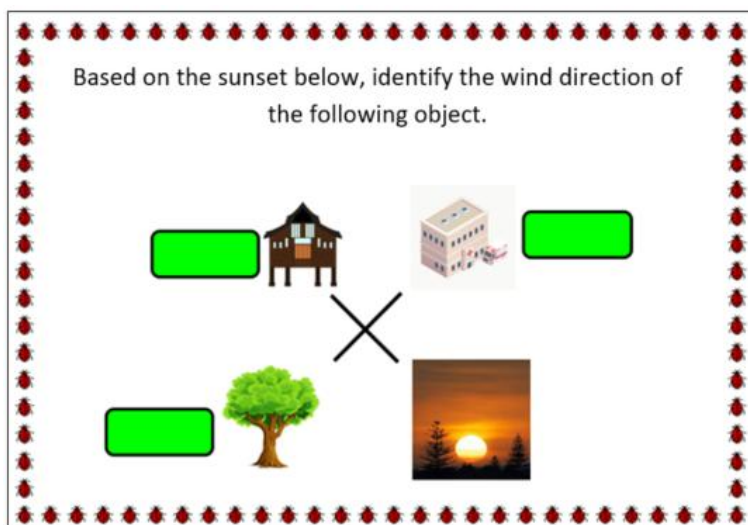 Based on the sunset below, identify the wind direction of
the following object.